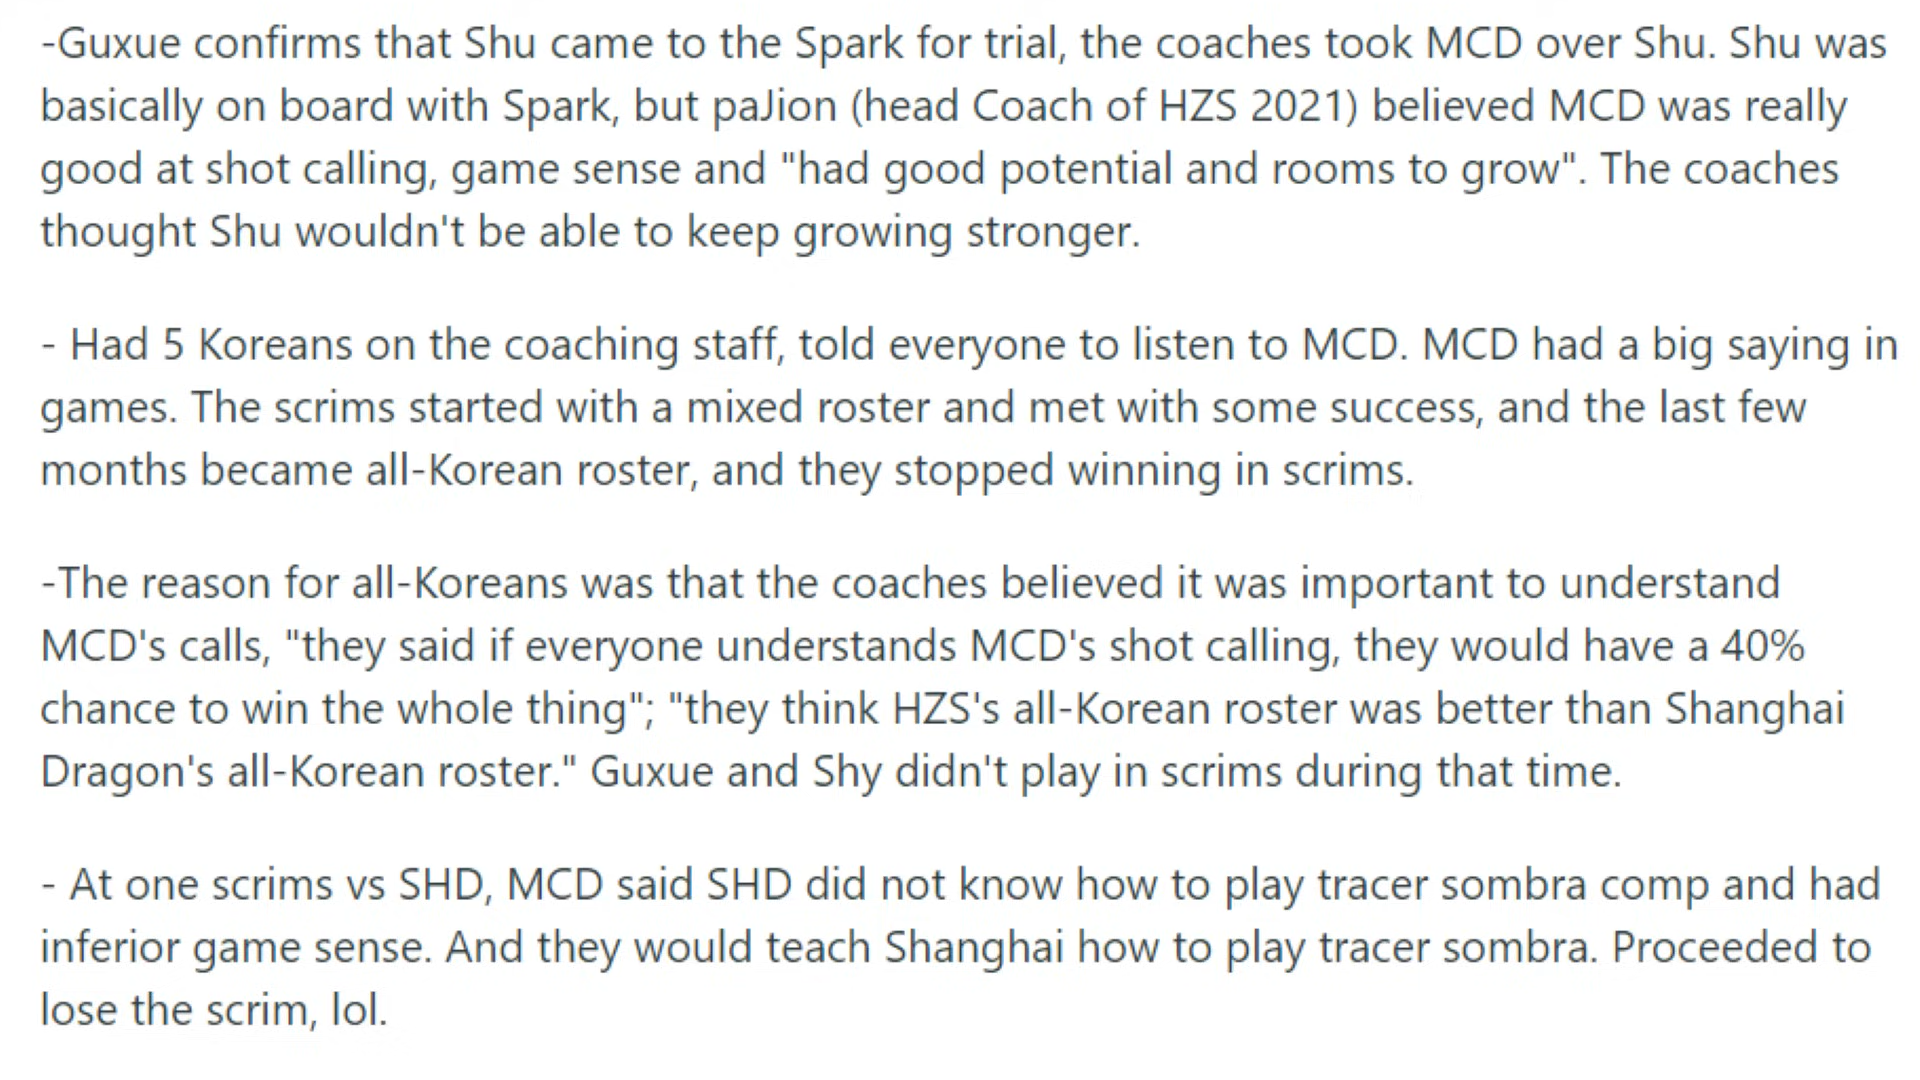 -Guxue confirms that Shu came to the Spark for trial, the coaches took MCD over Shu. Shu was
basically on board with Spark, but paJion (head Coach of HZS 2021) believed MCD was really
good at shot calling, game sense and "had good potential and rooms to grow". The coaches
thought Shu wouldn't be able to keep growing stronger.
- Had 5 Koreans on the coaching staff, told everyone to listen to MCD. MCD had a big saying in
games. The scrims started with a mixed roster and met with some success, and the last few
months became all-Korean roster, and they stopped winning in scrims.
-The reason for all-Koreans was that the coaches believed it was important to understand
MCD's calls, "they said if everyone understands MCD's shot calling, they would have a 40%
chance to win the whole thing"; "they think HZS's all-Korean roster was better than Shanghai
Dragon's all-Korean roster." Guxue and Shy didn't play in scrims during that time.
- At one scrims vs SHD, MCD said SHD did not know how to play tracer sombra comp and had
inferior game sense. And they would teach Shanghai how to play tracer sombra. Proceeded to
lose the scrim, lol.